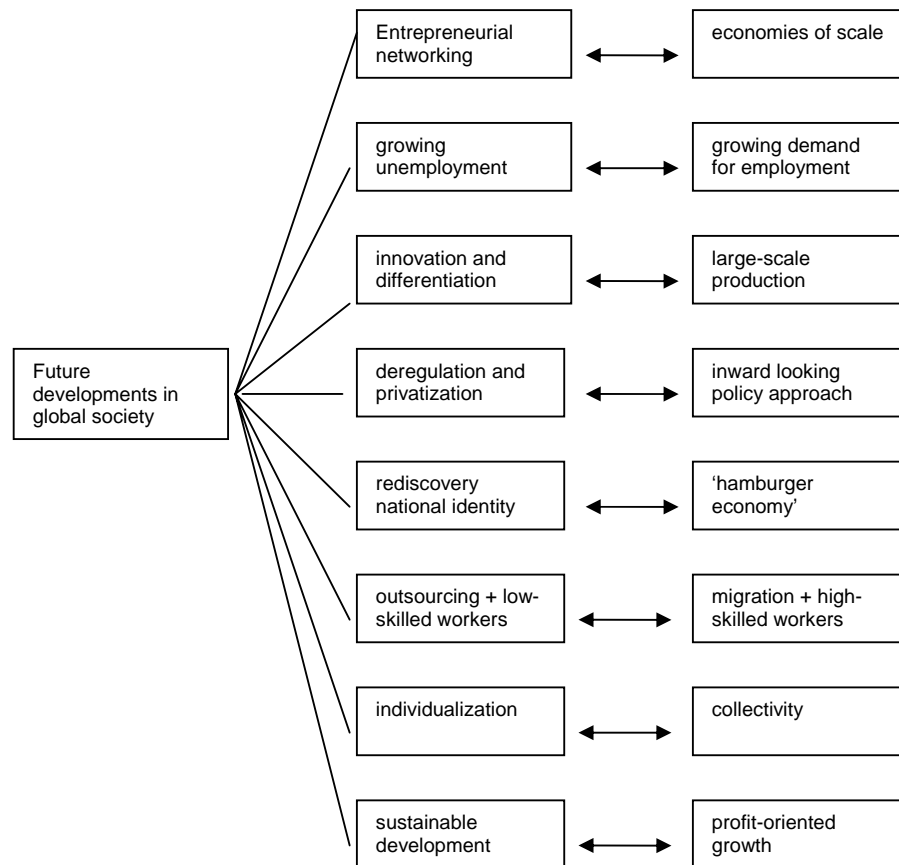 Entrepreneurial
networking
economies of scale
growing
unemployment
growing demand
for employment
innovation and
differentiation
large-scale
production
Future
developments in
global society
deregulation and
privatization
inward looking
policy approach
rediscovery
national identity
‘hamburger
economy’
outsourcing + low-
skilled workers
migration + high-
skilled workers
individualization
collectivity
sustainable
development
profit-oriented
growth